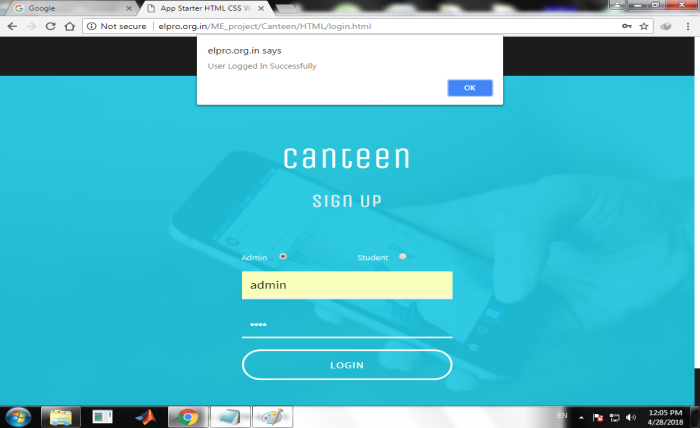 Google
App Starter HTML CSS W
Not secure | elpro.org.in/ME_project/Canteen/HTML/login.html
elpro.org.in says
User Logged In Successfully
OK
canteen
SIGN UP
Admin Student
admin
LOGIN
EN
12:05 PM
4/28/2018